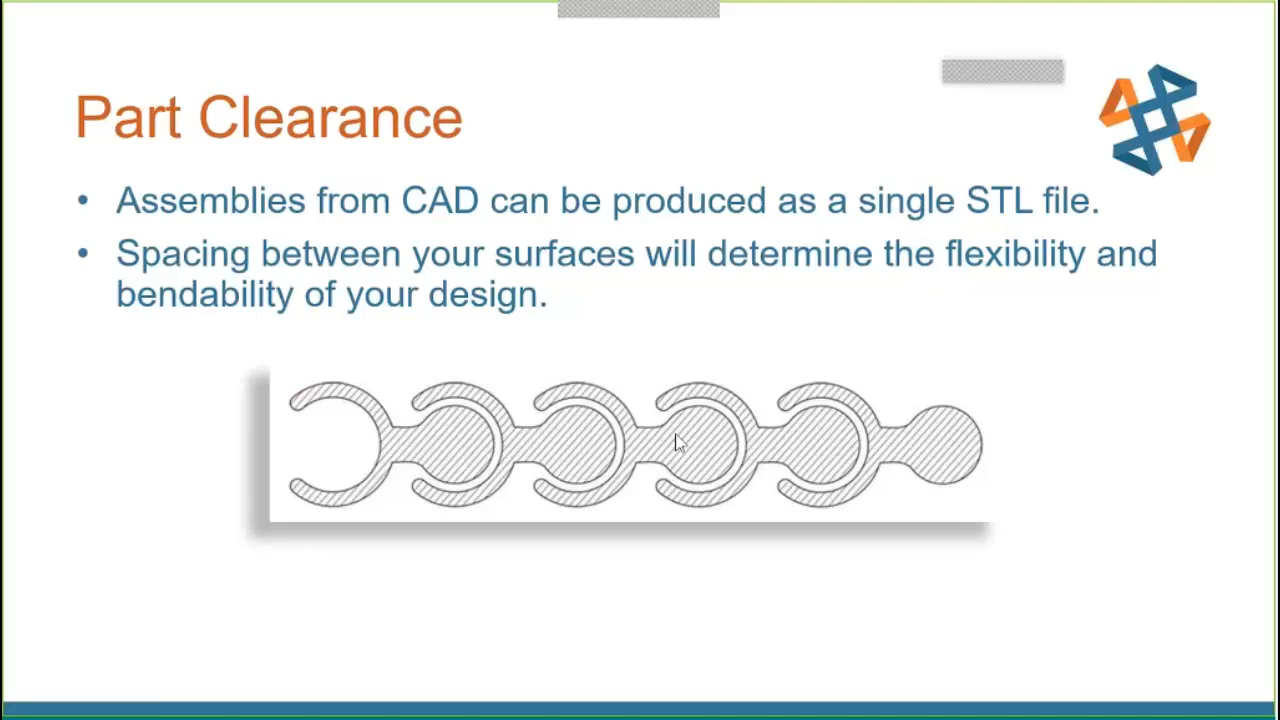 Part Clearance
• Assemblies from CAD can be produced as a single STL file.
• Spacing between your surfaces will determine the flexibility and
bendability of your design.